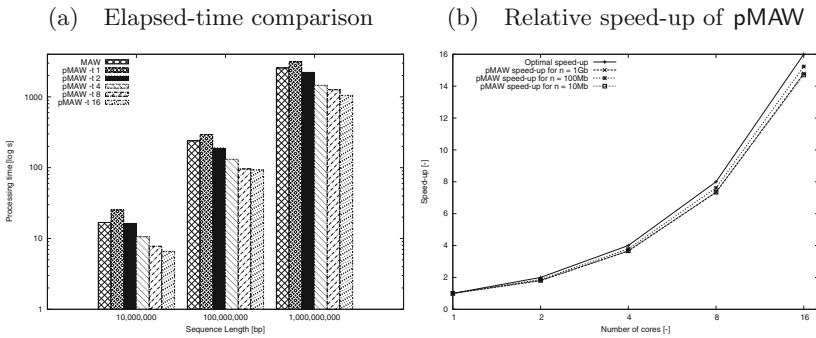 (a) Elapsed-time comparison
MAW
pMAW -t 1
pMAW -t 2
pMAW -t 4
pMAW -t 8
pMAW -t 16
1000
100
10
1
Processing time [log s]
10,000,000
100,000,000
1,000,000,000
Sequence Length [bp]
(b) Relative speed-up of pMAW
Optimal speed-up
pMAW speed-up for n = 1Gb
pMAW speed-up for n = 100Mb
pMAW speed-up for n = 10Mb
16
14
12
10
8
6
4
2
0
Speed-up [-]
1
2
4
8
16
Number of cores [-]